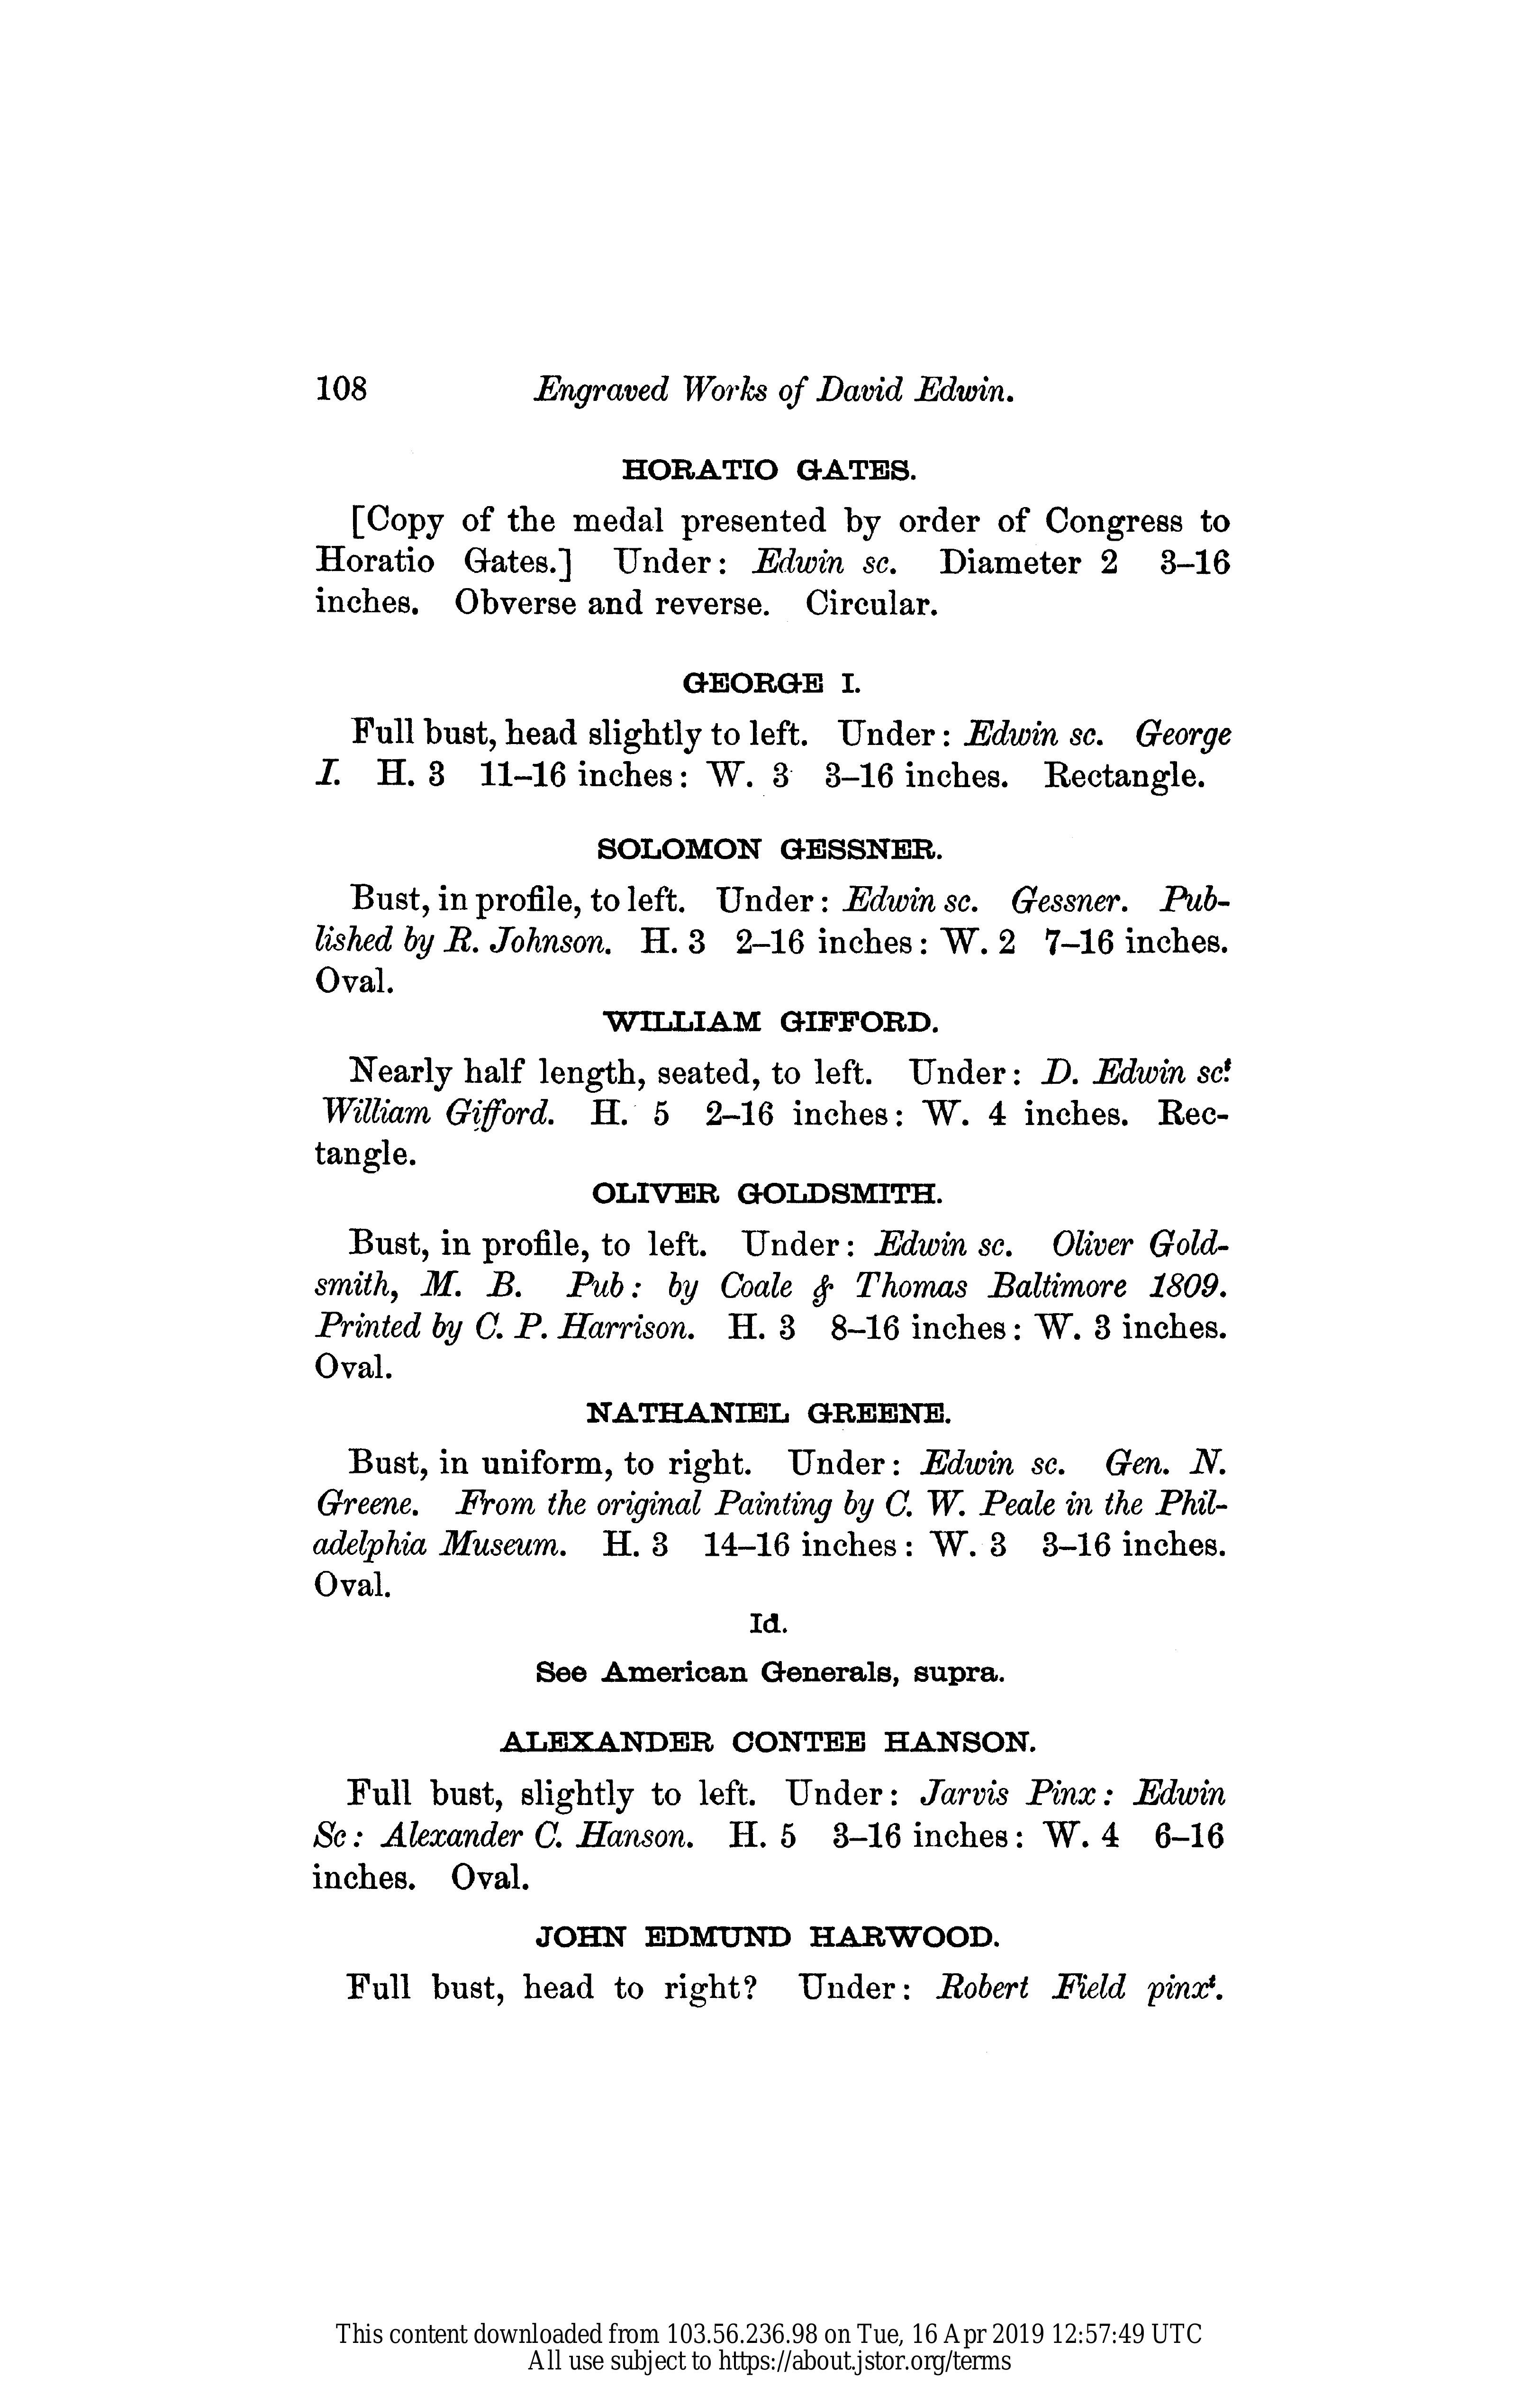 108 Engraved Works of David Edwin.
HORATIO GATES.
[Copy of the medal presented by order of Congress to
Horatio Gates.] Under: Edwin sc. Diameter 2 3–16
inches. Obverse and reverse. Circular.
GEORGE I.
Full bust, head slightly to left. Under: Edwin sc. George
I. H. 3 11–16 inches: W. 3 3–16 inches. Rectangle.
SOLOMON GESSNER.
Bust, in profile, to left. Under: Edwin sc. Gessner. Pub-
lished by R. Johnson. H. 3 2–16 inches: W. 2 7–16 inches.
Oval.
WILLIAM GIFFORD.
Nearly half length, seated, to left. Under: D. Edwin sct.
William Gifford. H. 5 2–16 inches: W. 4 inches. Rec-
tangle.
OLIVER GOLDSMITH.
Bust, in profile, to left. Under: Edwin sc. Oliver Gold-
smith, M. B. Pub: by Coale & Thomas Baltimore 1809.
Printed by C. P. Harrison. H. 3 8–16 inches: W. 3 inches.
Oval.
NATHANIEL GREENE.
Bust, in uniform, to right. Under: Edwin sc. Gen. N.
Greene. From the original Painting by C. W. Peale in the Phil-
adelphia Museum. H. 3 14–16 inches: W. 3 3–16 inches.
Oval.
Id.
See American Generals, supra.
ALEXANDER CONTEE HANSON.
Full bust, slightly to left. Under: Jarvis Pinx: Edwin
Sc: Alexander C. Hanson. H. 5 3–16 inches: W. 4 6–16
inches. Oval.
JOHN EDMUND HARWOOD.
Full bust, head to right? Under: Robert Field pinxt.
This content downloaded from 103.56.236.98 on Tue, 16 Apr 2019 12:57:49 UTC
All use subject to https://about.jstor.org/terms